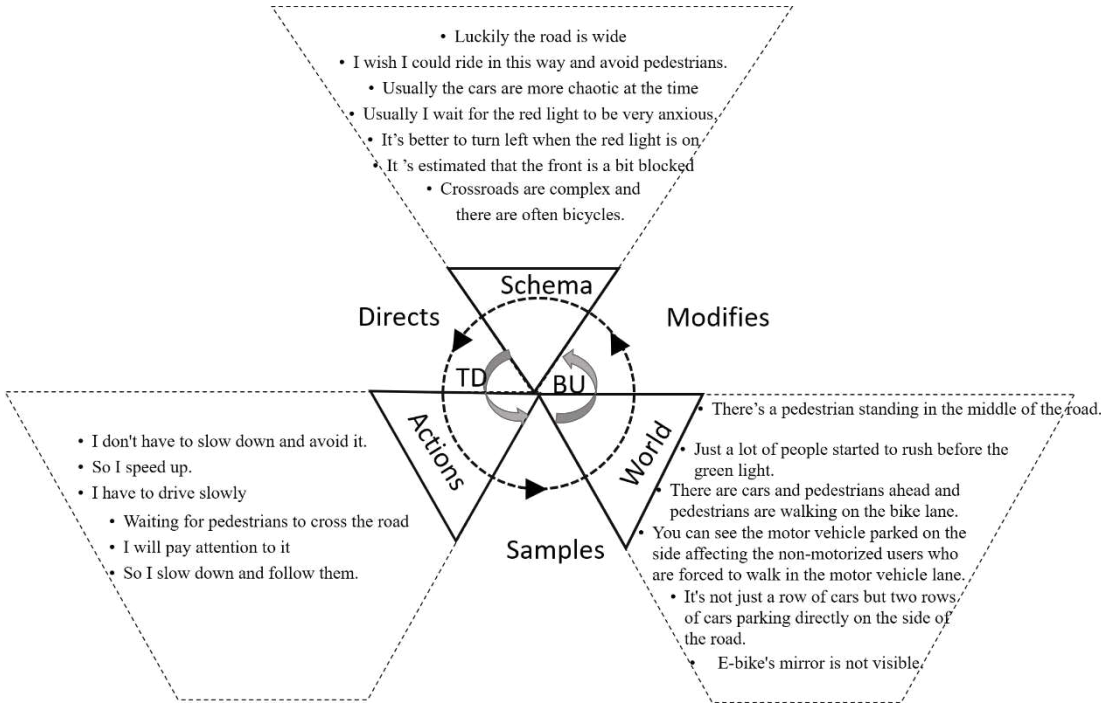 • Luckily the road is wide
• I wish I could ride in this way and avoid pedestrians.
• Usually the cars are more chaotic at the time
• Usually I wait for the red light to be very anxious.
• It's better to turn left when the red light is on
• It 's estimated that the front is a bit blocked
• Crossroads are complex and
there are often bicycles.
Schema
Directs
Modifies
TD
BU
Actions
World
Samples
• I don't have to slow down and avoid it.
• So I speed up.
• I have to drive slowly
• Waiting for pedestrians to cross the road
• I will pay attention to it
• So I slow down and follow them.
• There's a pedestrian standing in the middle of the road.
• Just a lot of people started to rush before the
green light.
• There are cars and pedestrians ahead and
pedestrians are walking on the bike lane.
• You can see the motor vehicle parked on the
side affecting the non-motorized users who
are forced to walk in the motor vehicle lane.
• It's not just a row of cars but two rows
of cars parking directly on the side of
the road.
• E-bike's mirror is not visible.